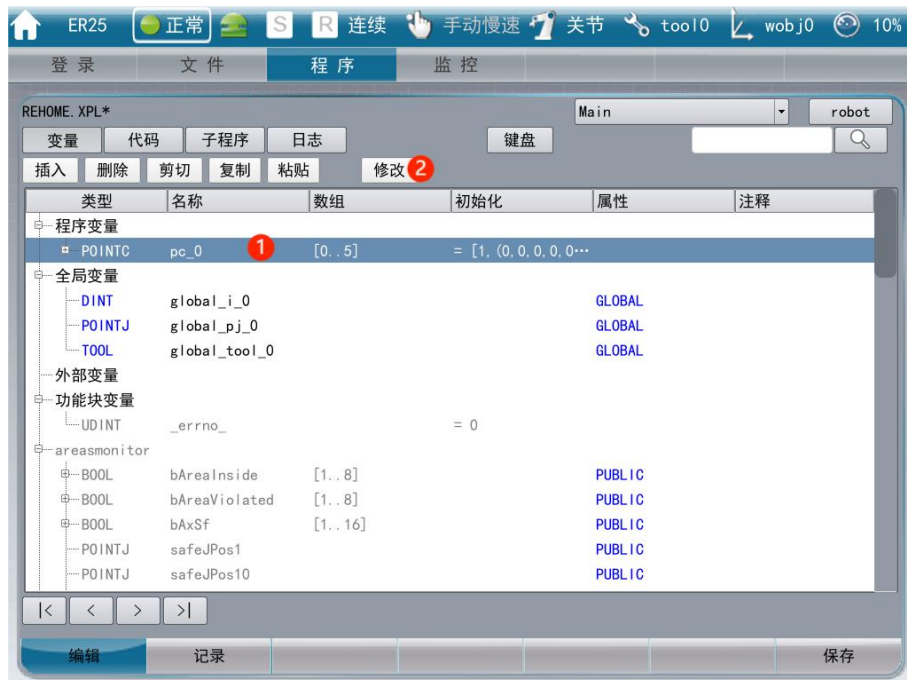 ER25 正常 S R 连续 手动慢速 关节 tool0 wobj0 10%
登录 文件 程序 监控
REHOME.XPL* Main robot
变量 代码 子程序 日志 键盘
插入 删除 剪切 复制 粘贴 修改 2
类型 名称 数组 初始化 属性 注释
程序变量
POINTC pc_0 1 [0..5] = [1, (0,0,0,0,0…
全局变量
DINT global_i_0 GLOBAL
POINTJ global_pj_0 GLOBAL
TOOL global_tool_0 GLOBAL
外部变量
功能块变量
UDINT _errno_ = 0
areasmonitor
BOOL bAreaInside [1..8] PUBLIC
BOOL bAreaViolated [1..8] PUBLIC
BOOL bAxSf [1..16] PUBLIC
POINTJ safeJPos1 PUBLIC
POINTJ safeJPos10 PUBLIC
|< < > >|
编辑 记录 保存